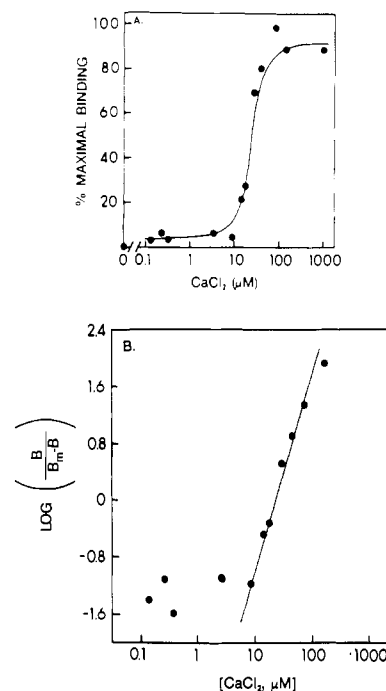 A.
% MAXIMAL BINDING
100
80
60
40
20
0 0.1 1 10 100 1000
CaCl₂ (μM)
B.
LOG ( B / Bm-B )
2.4
1.6
0.8
0
-0.8
-1.6
0.1 1 10 100 1000
[CaCl₂, μM]